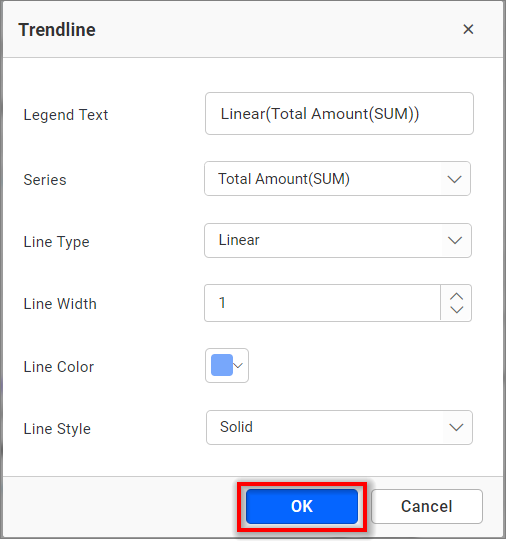 Trendline
Legend Text Linear(Total Amount(SUM))
Series Total Amount(SUM)
Line Type Linear
Line Width 1
Line Color
Line Style Solid
OK Cancel